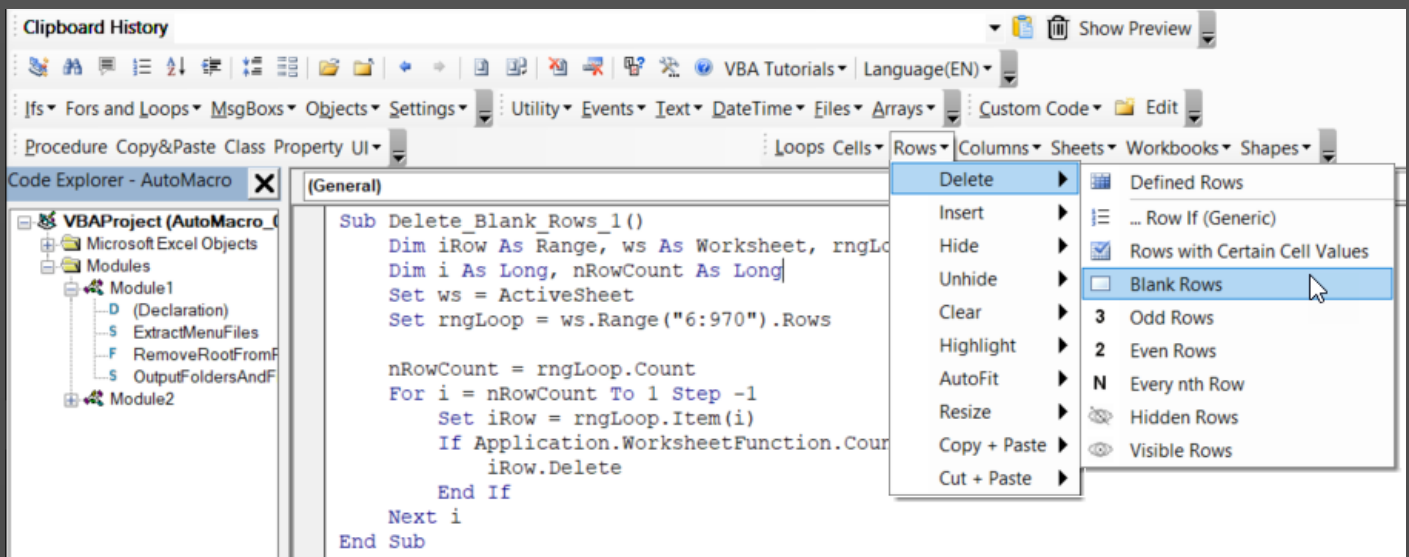 Clipboard History Show Preview
VBA Tutorials Language(EN)
Ifs Fors and Loops MsgBoxs Objects Settings Utility Events Text DateTime Files Arrays Custom Code Edit
Procedure Copy&Paste Class Property UI Loops Cells Rows Columns Sheets Workbooks Shapes
Code Explorer - AutoMacro
VBAProject (AutoMacro_(
Microsoft Excel Objects
Modules
Module1
D (Declaration)
S ExtractMenuFiles
F RemoveRootFromF
S OutputFoldersAndF
Module2
(General)
Sub Delete_Blank_Rows_1()
Dim iRow As Range, ws As Worksheet, rngLo
Dim i As Long, nRowCount As Long
Set ws = ActiveSheet
Set rngLoop = ws.Range("6:970").Rows
nRowCount = rngLoop.Count
For i = nRowCount To 1 Step -1
Set iRow = rngLoop.Item(i)
If Application.WorksheetFunction.Coun
iRow.Delete
End If
Next i
End Sub
Delete
Insert
Hide
Unhide
Clear
Highlight
AutoFit
Resize
Copy + Paste
Cut + Paste
Defined Rows
... Row If (Generic)
Rows with Certain Cell Values
Blank Rows
3 Odd Rows
2 Even Rows
N Every nth Row
Hidden Rows
Visible Rows